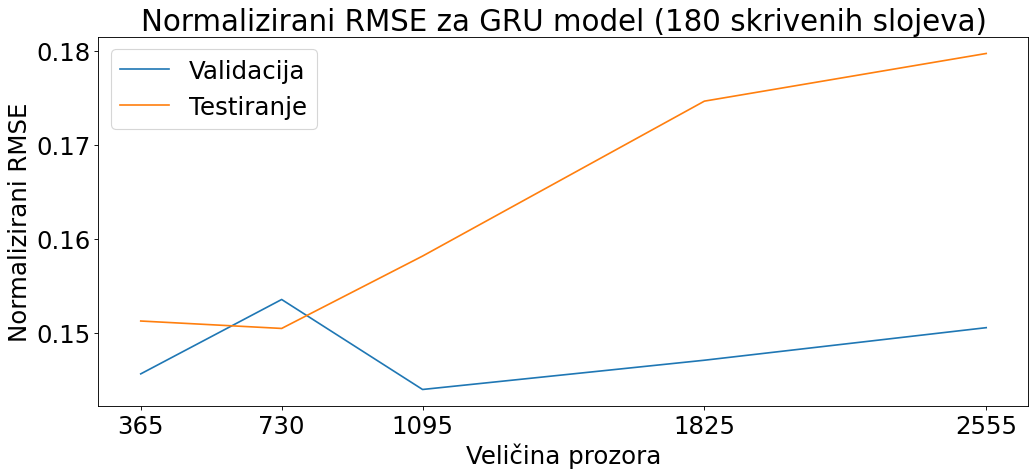 Normalizirani RMSE za GRU model (180 skrivenih slojeva)
Normalizirani RMSE
0.18
0.17
0.16
0.15
Validacija
Testiranje
365 730 1095 1825 2555
Veličina prozora